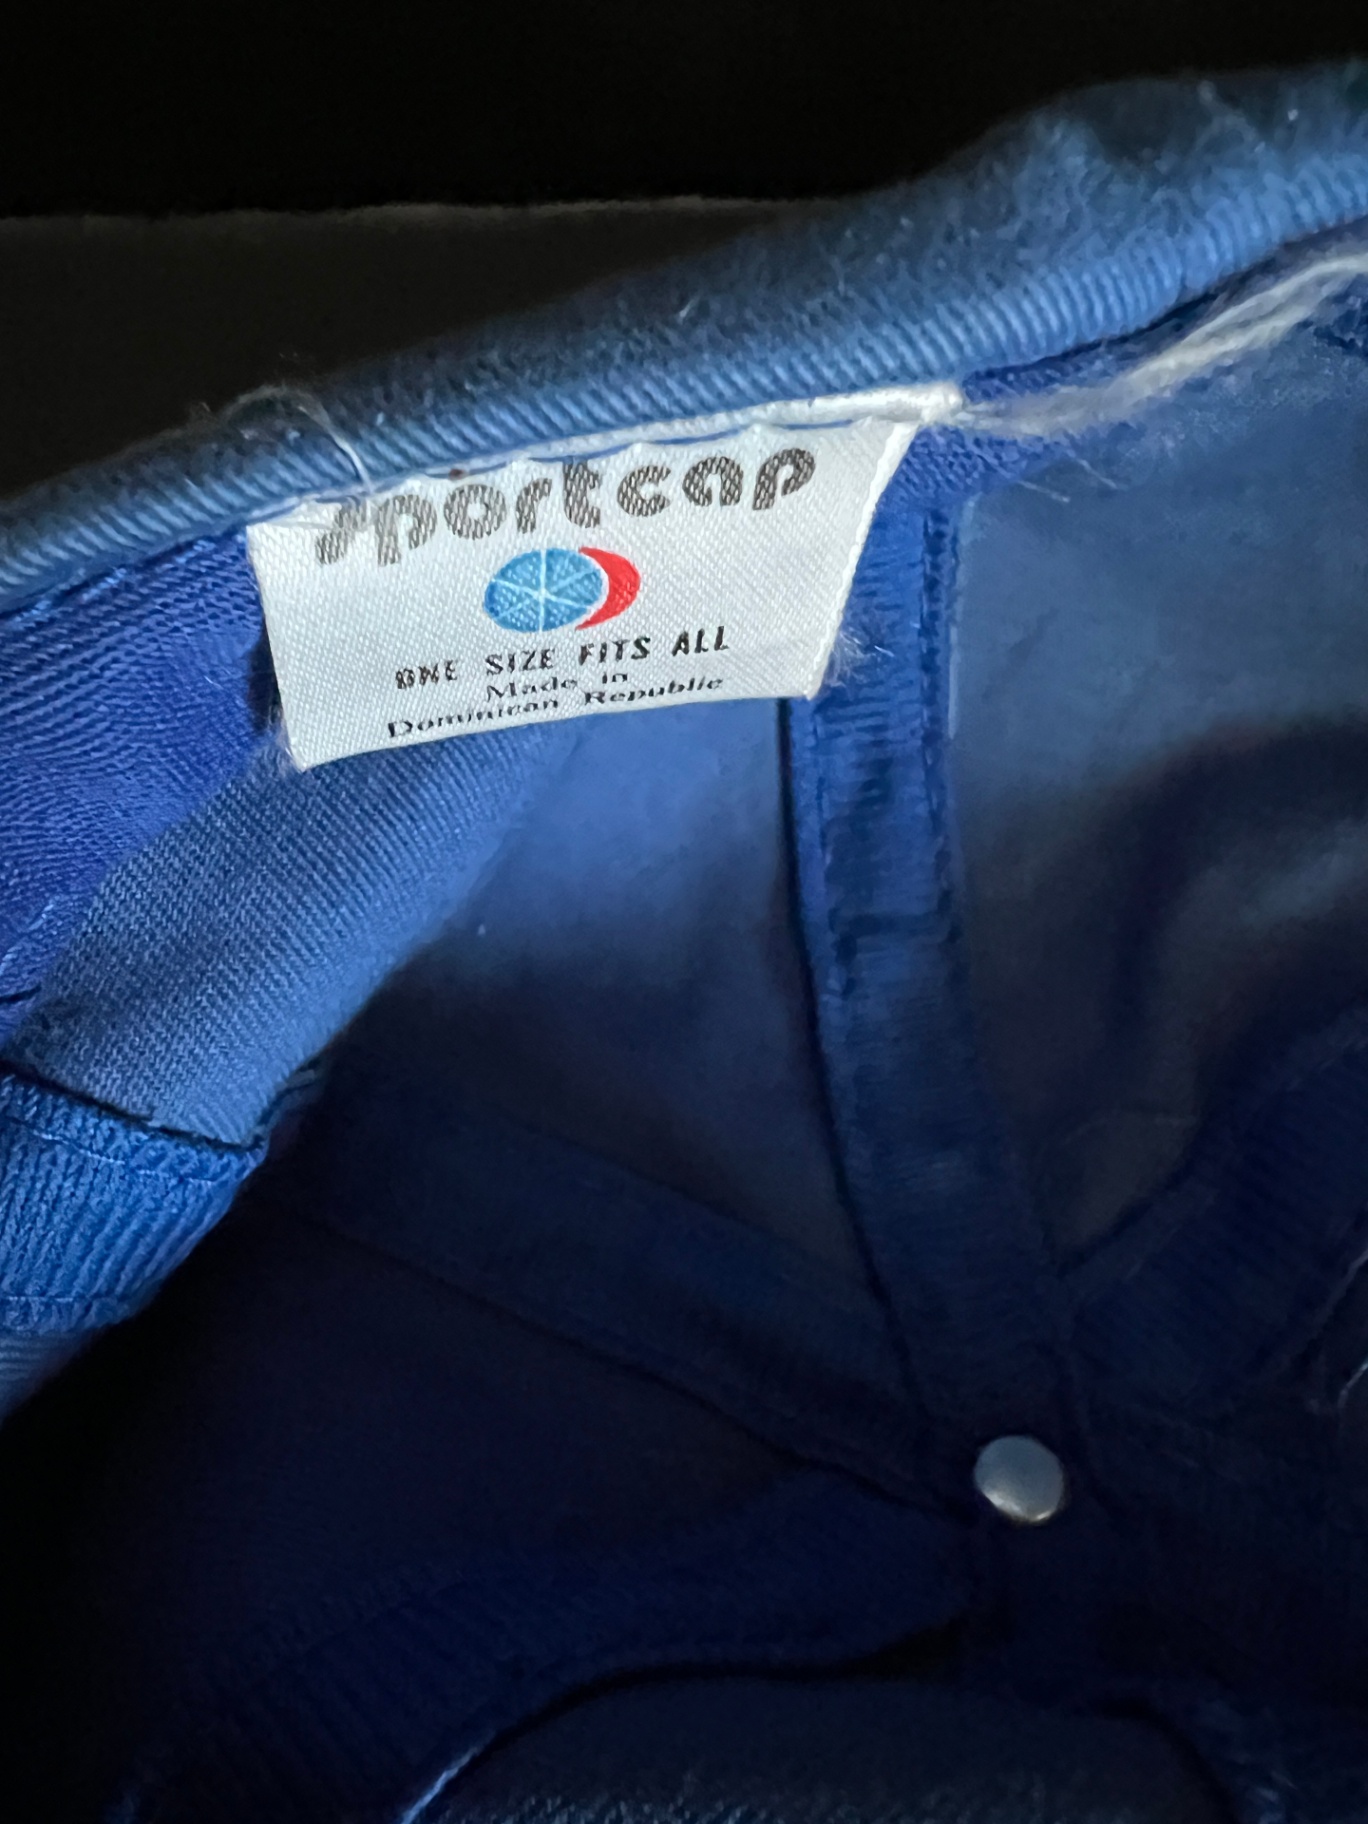 sportcap
ONE SIZE FITS ALL
Made in
Dominican Republic